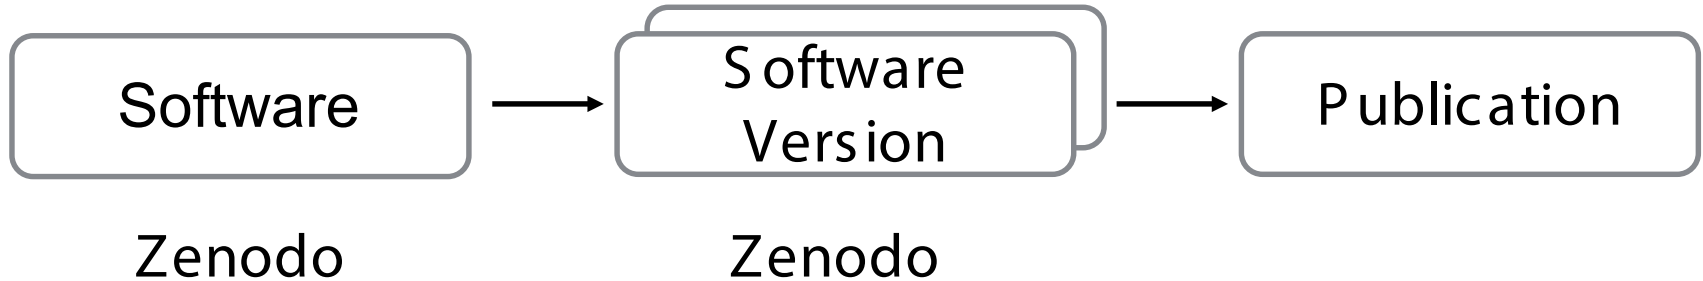 Software
Software
Version
Publication
Zenodo
Zenodo